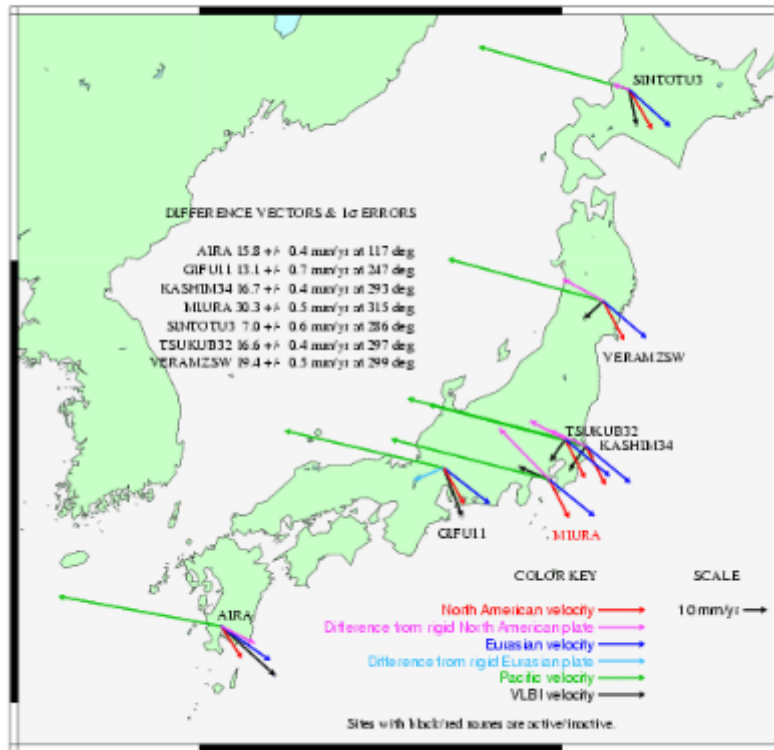 SINTOTU3
DIFFERENCE VECTORS & 1σ ERRORS
AIRA 15.8 +/- 0.4 mm/yr at 117 deg
GIFU11 13.1 +/- 0.7 mm/yr at 247 deg
KASHIM34 16.7 +/- 0.4 mm/yr at 293 deg
MIURA 30.3 +/- 0.5 mm/yr at 315 deg
SINTOTU3 7.0 +/- 0.6 mm/yr at 286 deg
TSUKUB32 16.6 +/- 0.4 mm/yr at 297 deg
VERAMZSW 19.4 +/- 0.5 mm/yr at 299 deg
VERAMZSW
TSUKUB32
KASHIM34
GIFU11
MIURA
AIRA
COLOR KEY
SCALE
North American velocity
10 mm/yr
Difference from rigid North American plate
Eurasian velocity
Difference from rigid Eurasian plate
Pacific velocity
VLBI velocity
Sites with black/red names are active/inactive.